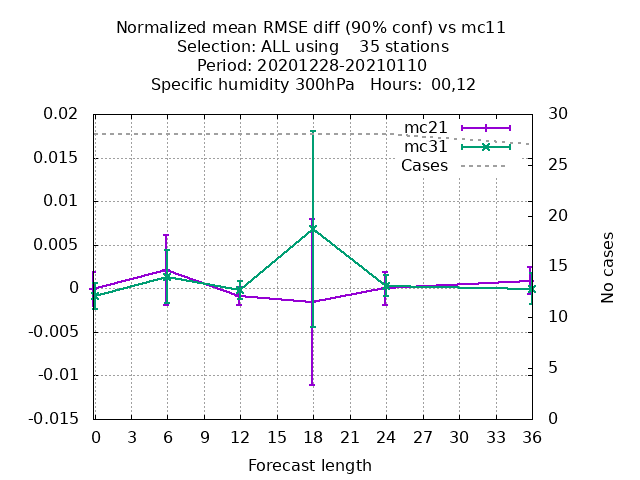 Normalized mean RMSE diff (90% conf) vs mc11
Selection: ALL using    35 stations
Period: 20201228-20210110
Specific humidity 300hPa   Hours:  00,12
0.02
0.015
0.01
0.005
0
-0.005
-0.01
-0.015
30
25
20
15
10
5
0
mc21
mc31
Cases
No cases
0 3 6 9 12 15 18 21 24 27 30 33 36
Forecast length